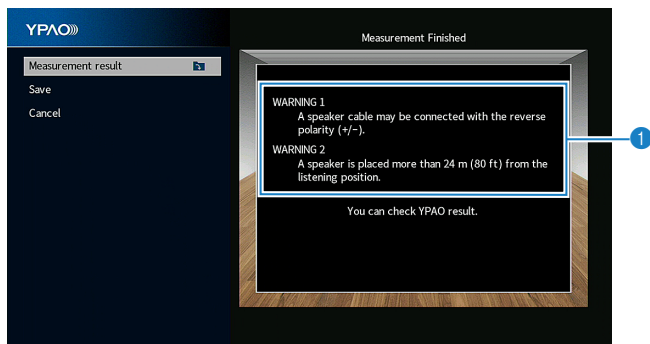 YPAO
Measurement Finished
Measurement result
Save
Cancel
WARNING 1
A speaker cable may be connected with the reverse
polarity (+/-).
WARNING 2
A speaker is placed more than 24 m (80 ft) from the
listening position.
You can check YPAO result.
1